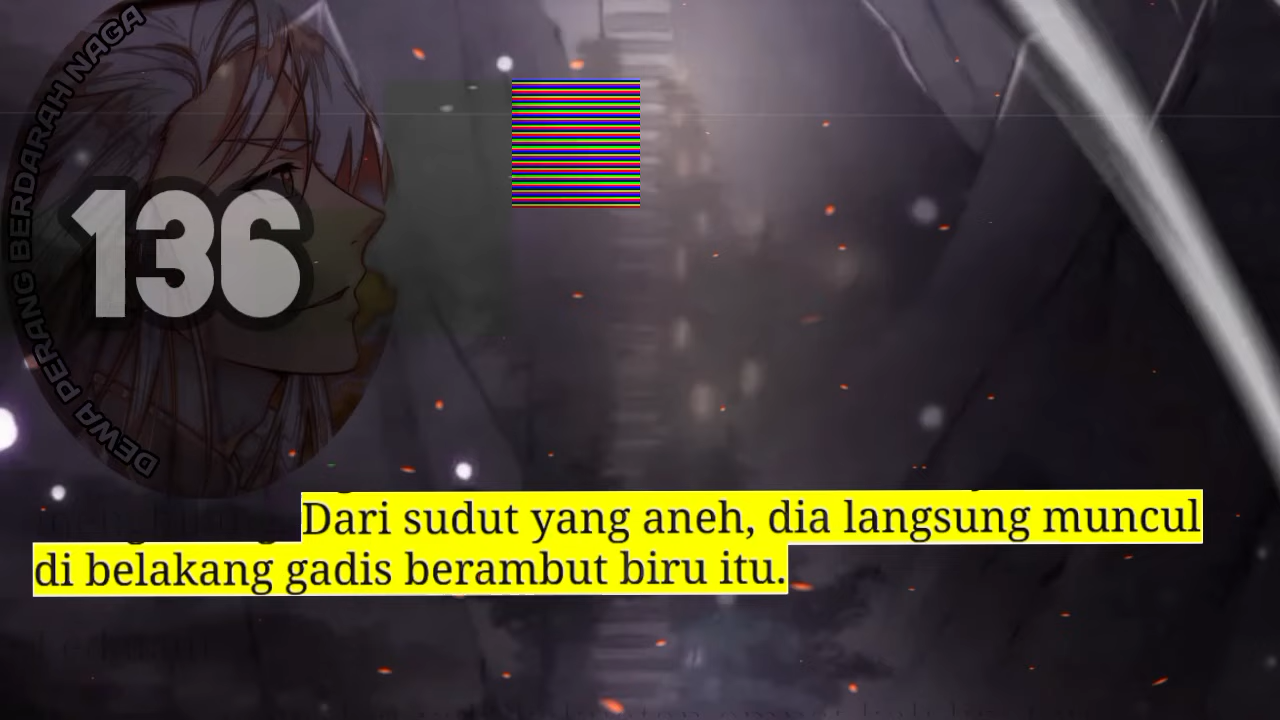 DEWA PERANG BERDARAH NAGA
136
Dari sudut yang aneh, dia langsung muncul
di belakang gadis berambut biru itu.